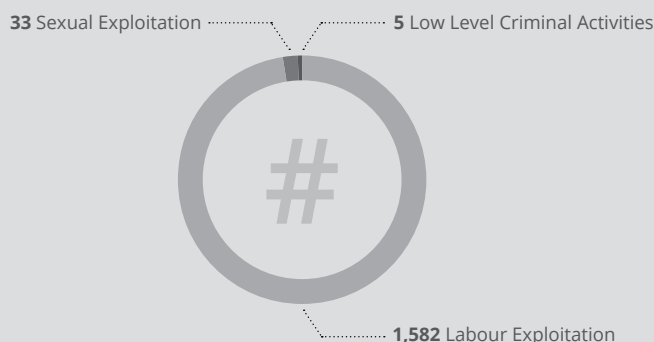 33 Sexual Exploitation
5 Low Level Criminal Activities
#
1,582 Labour Exploitation